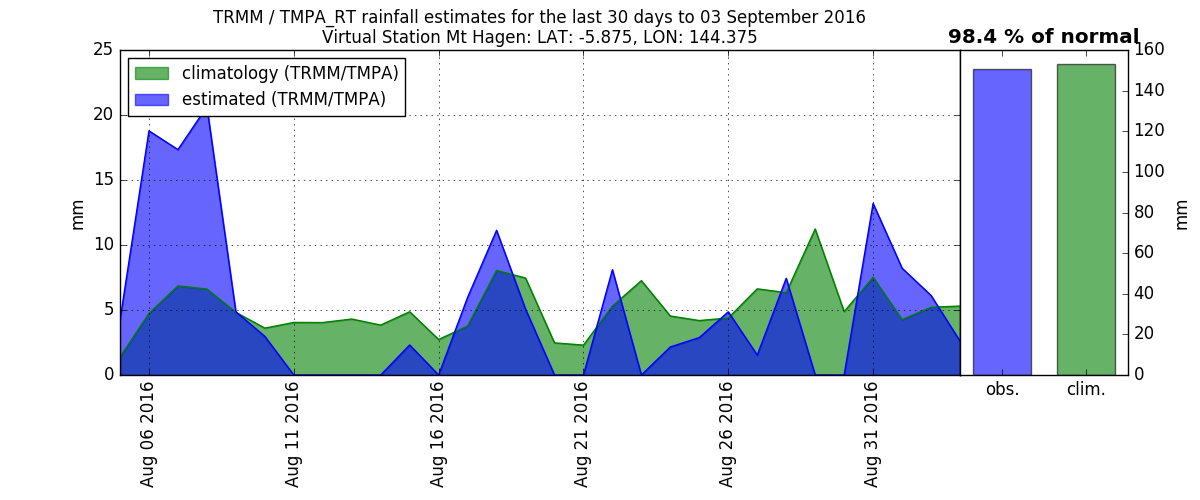 TRMM / TMPA_RT rainfall estimates for the last 30 days to 03 September 2016
Virtual Station Mt Hagen: LAT: -5.875, LON: 144.375
98.4 % of normal
climatology (TRMM/TMPA)
estimated (TRMM/TMPA)
25
20
15
10
5
0
mm
Aug 06 2016
Aug 11 2016
Aug 16 2016
Aug 21 2016
Aug 26 2016
Aug 31 2016
160
140
120
100
80
60
40
20
0
mm
obs.
clim.